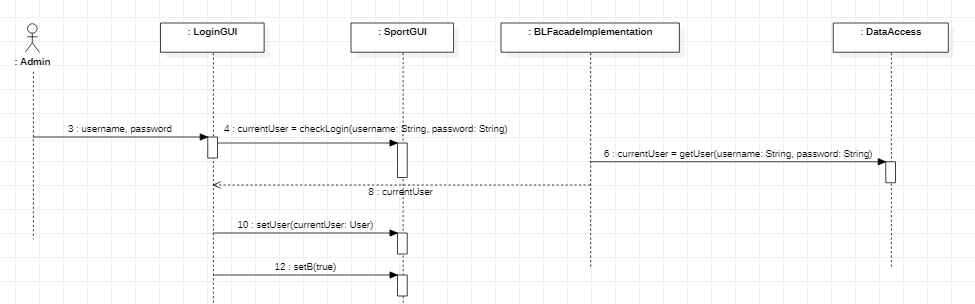 : LoginGUI
: SportGUI
: BLFacadeImplementation
: DataAccess
: Admin
3 : username, password
4 : currentUser = checkLogin(username: String, password: String)
6 : currentUser = getUser(username: String, password: String)
8 : currentUser
10 : setUser(currentUser: User)
12 : setB(true)